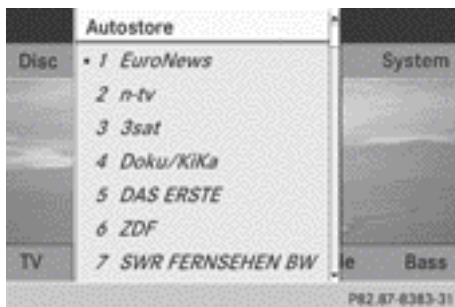 Autostore
Disc
• 1 EuroNews
System
2 n-tv
3 3sat
4 Doku/KiKa
5 DAS ERSTE
6 ZDF
TV
7 SWR FERNSEHEN BW
le
Bass
P82.87-8383-31